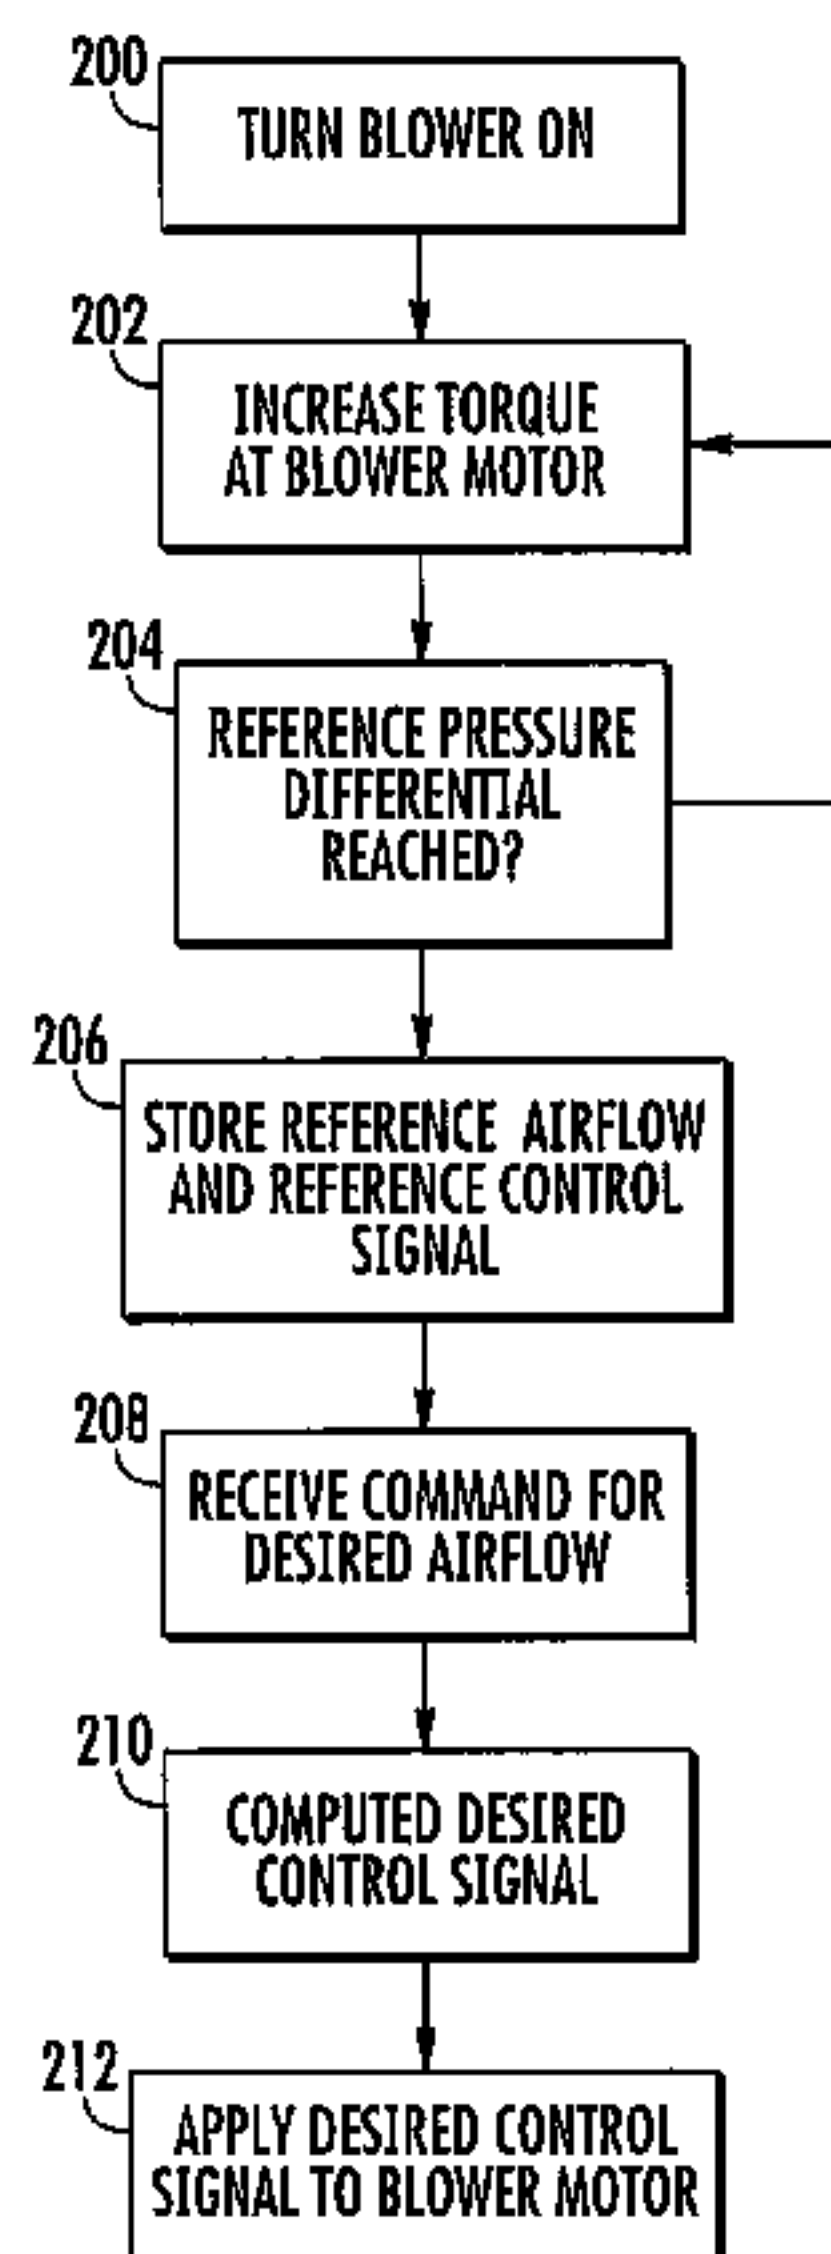 200
TURN BLOWER ON
202
INCREASE TORQUE
AT BLOWER MOTOR
204
REFERENCE PRESSURE
DIFFERENTIAL
REACHED?
206
STORE REFERENCE AIRFLOW
AND REFERENCE CONTROL
SIGNAL
208
RECEIVE COMMAND FOR
DESIRED AIRFLOW
210
COMPUTED DESIRED
CONTROL SIGNAL
212
APPLY DESIRED CONTROL
SIGNAL TO BLOWER MOTOR